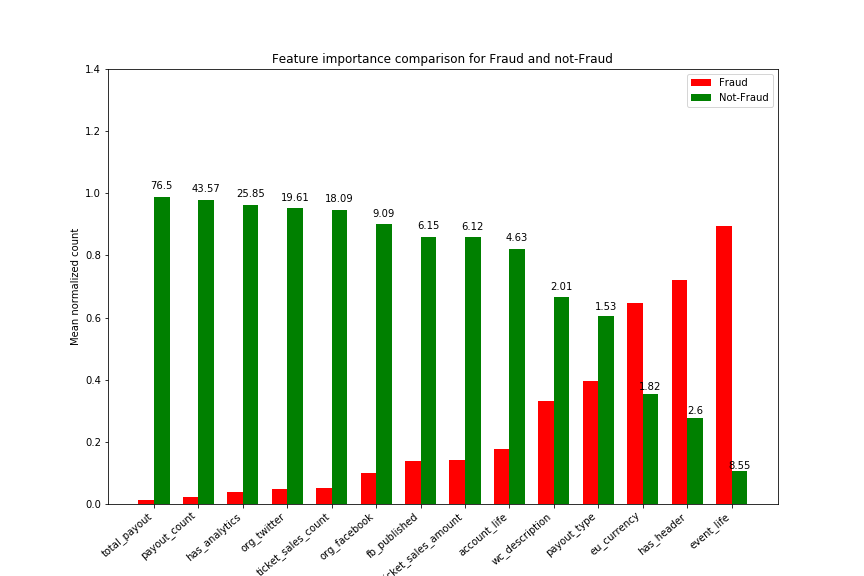 Feature importance comparison for Fraud and not-Fraud
Fraud
Not-Fraud
Mean normalized count
1.4
1.2
1.0
0.8
0.6
0.4
0.2
0.0
76.5
43.57
25.85
19.61
18.09
9.09
6.15
6.12
4.63
2.01
1.53
1.82
2.6
8.55
total_payout
payout_count
has_analytics
org_twitter
ticket_sales_count
org_facebook
fb_published
icket_sales_amount
account_life
wc_description
payout_type
eu_currency
has_header
event_life